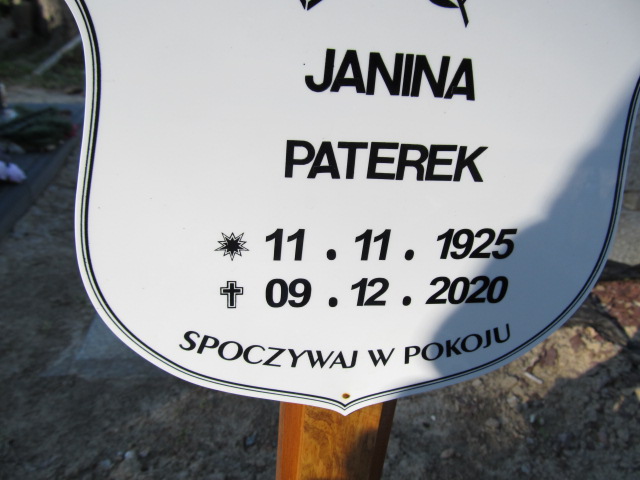 JANINA
PATEREK
11 . 11 . 1925
09 . 12 . 2020
SPOCZYWAJ W POKOJU